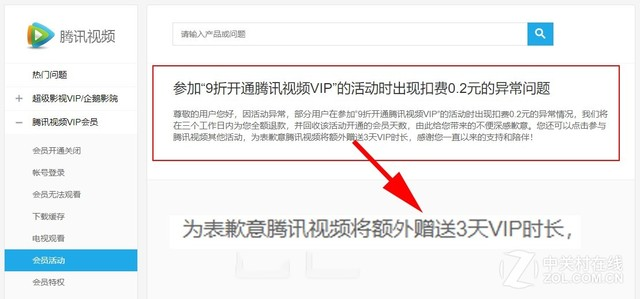 腾讯视频
请输入产品或问题
热门问题
+ 超级影视VIP/企鹅影院
— 腾讯视频VIP会员
会员开通关闭
帐号登录
会员无法观看
下载缓存
电视观看
会员活动
会员特权
参加“9折开通腾讯视频VIP”的活动时出现扣费0.2元的异常问题
尊敬的用户您好，因活动异常，部分用户在参加“9折开通腾讯视频VIP”的活动时出现扣费0.2元的异常情况，我们将
在三个工作日内为您全额退款，并回收该活动开通的会员天数，由此给您带来的不便深感歉意。您还可以点击参与
腾讯视频其他活动，为表歉意腾讯视频将额外赠送3天VIP时长，感谢您一直以来的支持和陪伴！
为表歉意腾讯视频将额外赠送3天VIP时长，
中关村在线
ZOL.COM.CN